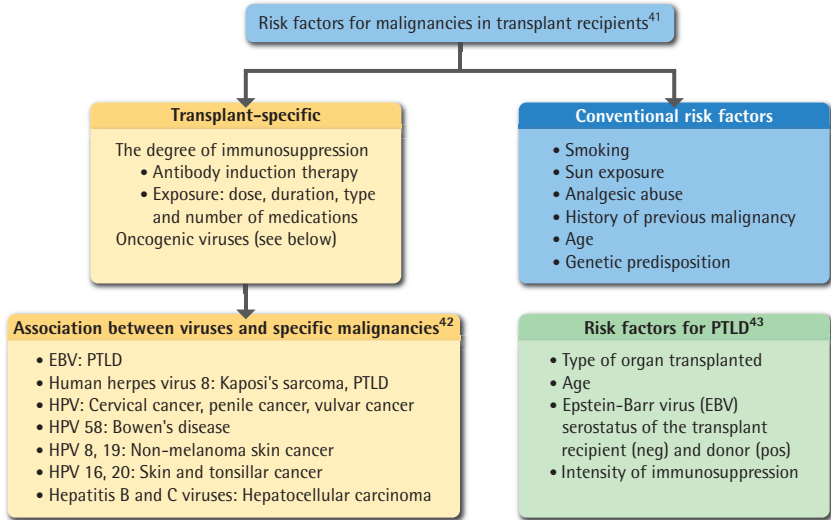 Risk factors for malignancies in transplant recipients41
Transplant-specific
The degree of immunosuppression
• Antibody induction therapy
• Exposure: dose, duration, type
and number of medications
Oncogenic viruses (see below)
Conventional risk factors
• Smoking
• Sun exposure
• Analgesic abuse
• History of previous malignancy
• Age
• Genetic predisposition
Association between viruses and specific malignancies42
• EBV: PTLD
• Human herpes virus 8: Kaposi's sarcoma, PTLD
• HPV: Cervical cancer, penile cancer, vulvar cancer
• HPV 58: Bowen's disease
• HPV 8, 19: Non-melanoma skin cancer
• HPV 16, 20: Skin and tonsillar cancer
• Hepatitis B and C viruses: Hepatocellular carcinoma
Risk factors for PTLD43
• Type of organ transplanted
• Age
• Epstein-Barr virus (EBV)
serostatus of the transplant
recipient (neg) and donor (pos)
• Intensity of immunosuppression